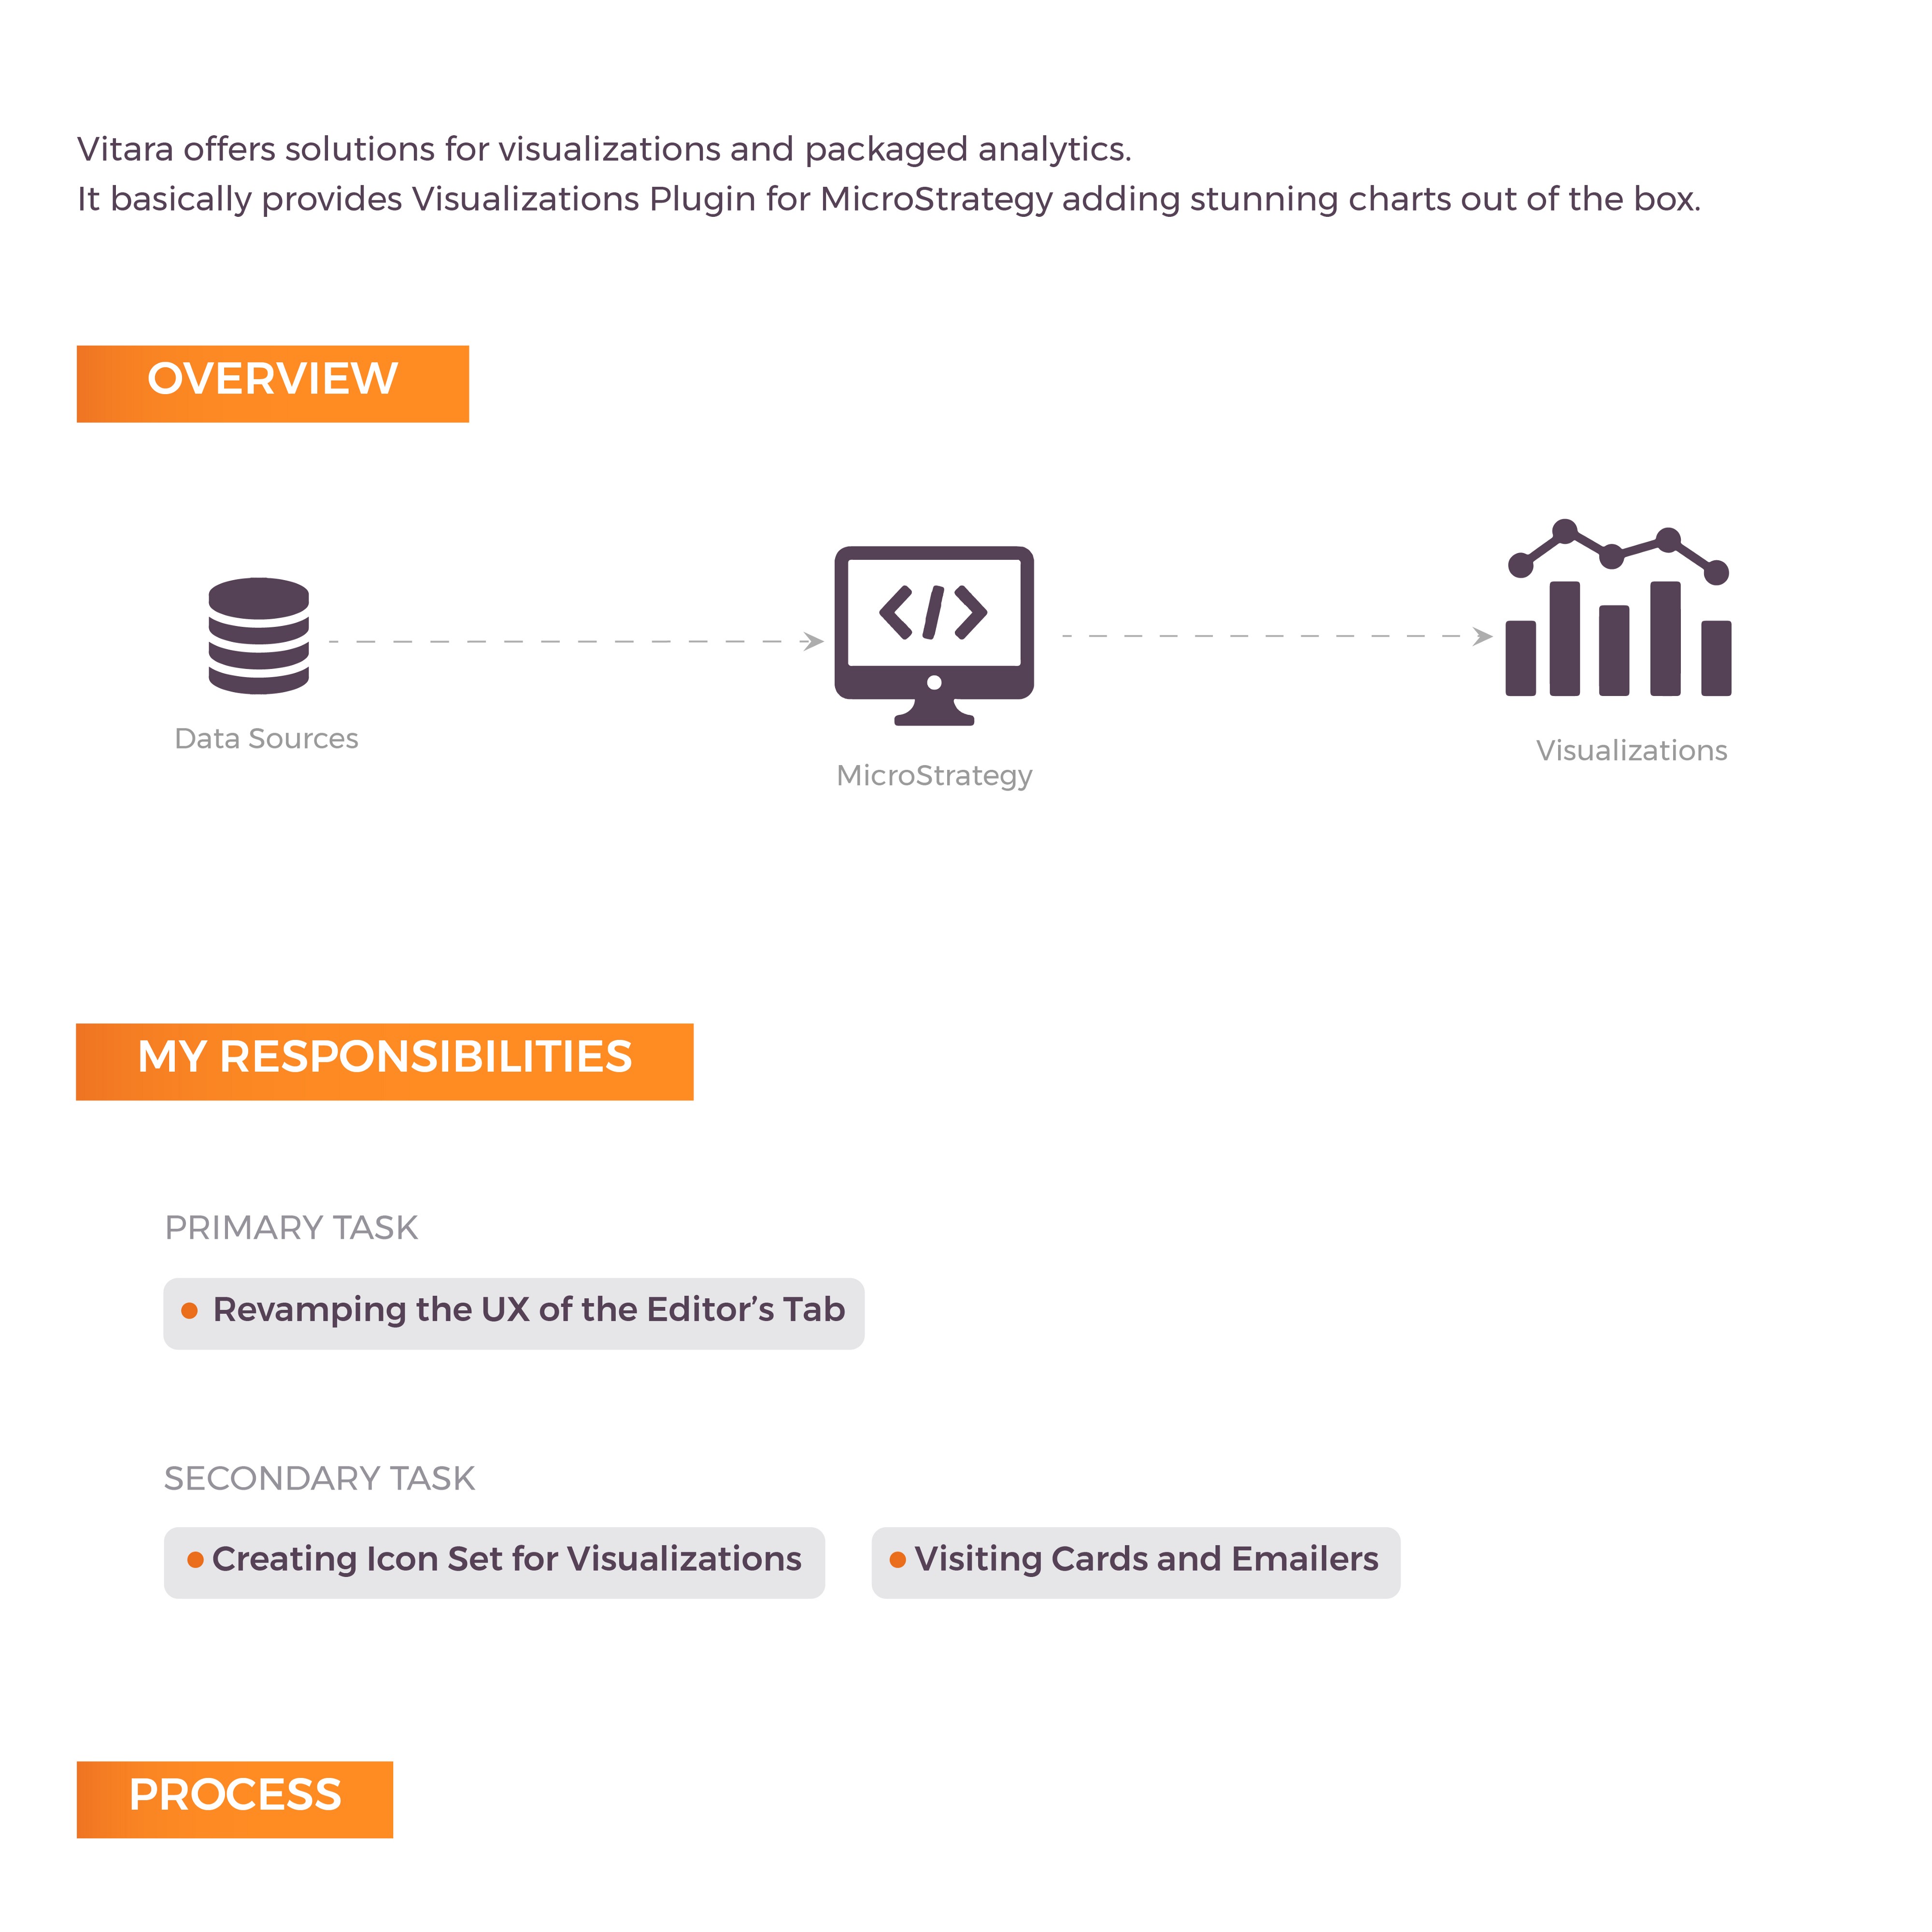 Vitara offers solutions for visualizations and packaged analytics.
It basically provides Visualizations Plugin for MicroStrategy adding stunning charts out of the box.
OVERVIEW
</>
Data Sources
MicroStrategy
Visualizations
MY RESPONSIBILITIES
PRIMARY TASK
• Revamping the UX of the Editor’s Tab
SECONDARY TASK
• Creating Icon Set for Visualizations
• Visiting Cards and Emailers
PROCESS